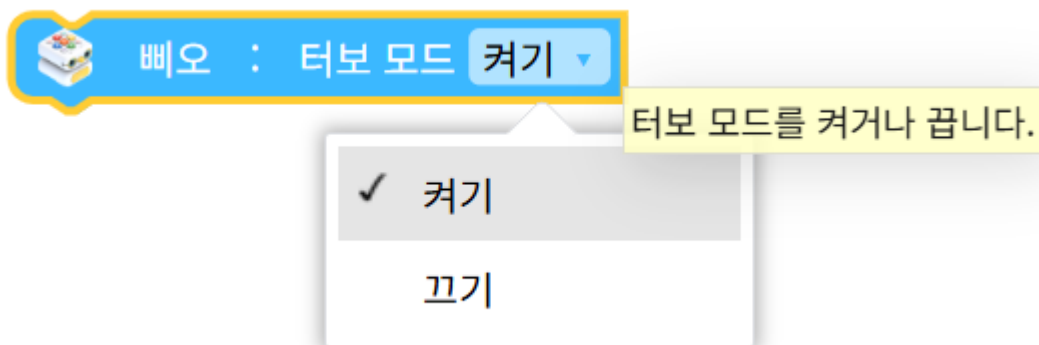 삐오 : 터보 모드 켜기
터보 모드를 켜거나 끕니다.
✓ 켜기
끄기